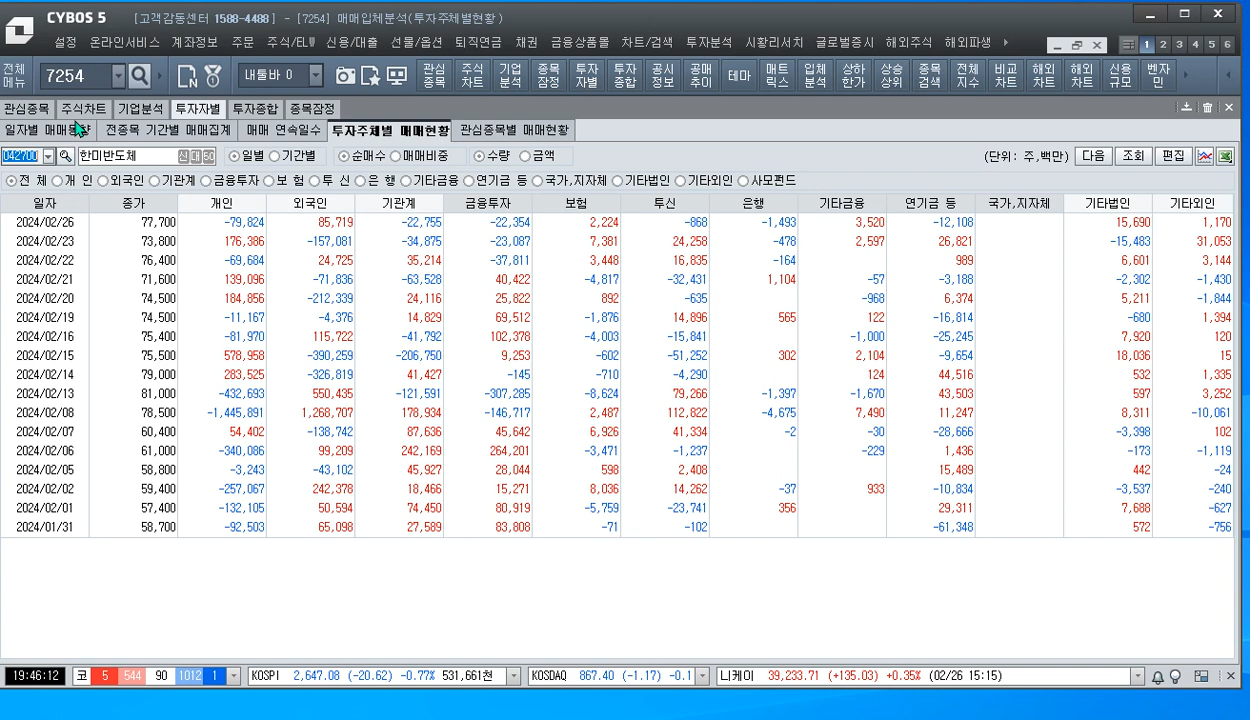 CYBOS 5 [고객감동센터 1588-4488] - [7254] 매매입체분석(투자주체별현황)
설정 온라인서비스 계좌정보 주문 주식/ELW 신용/대출 선물/옵션 퇴직연금 채권 금융상품몰 차트/검색 투자분석 시황리서치 글로벌증시 해외주식 해외파생 1 2 3 4 5 6
전체메뉴 7254 내툴바 0 관심종목 주식차트 기업분석 종목잠정 투자자별 투자종합 공시정보 공매추이 테마 매트릭스 입체분석 상하한가 상승상위 종목검색 전체지수 비교차트 해외차트 해외차트 신용규모 벤자민
관심종목 주식차트 기업분석 투자자별 투자종합 종목잠정
일자별 매매동향 전종목 기간별 매매집계 매매 연속일수 투자주체별 매매현황 관심종목별 매매현황
042700 한미반도체 신 대 60 일별 기간별 순매수 매매비중 수량 금액 (단위: 주,백만) 다음 조회 편집
전 체 개 인 외국인 기관계 금융투자 보 험 투 신 은 행 기타금융 연기금 등 국가,지자체 기타법인 기타외인 사모펀드
일자 종가 개인 외국인 기관계 금융투자 보험 투신 은행 기타금융 연기금 등 국가,지자체 기타법인 기타외인
2024/02/26 77,700 -79,824 85,719 -22,755 -22,354 2,224 -868 -1,493 3,520 -12,108 15,690 1,170
2024/02/23 73,800 176,386 -157,081 -34,875 -23,087 7,381 24,258 -478 2,597 26,821 -15,483 31,053
2024/02/22 76,400 -69,684 24,725 35,214 -37,811 3,448 16,835 -164 989 6,601 3,144
2024/02/21 71,600 139,096 -71,836 -63,528 40,422 -4,817 -32,431 1,104 -57 -3,188 -2,302 -1,430
2024/02/20 74,500 184,856 -212,339 24,116 25,822 892 -635 -968 6,374 5,211 -1,844
2024/02/19 74,500 -11,167 -4,376 14,829 69,512 -1,876 14,896 565 122 -16,814 -680 1,394
2024/02/16 75,400 -81,970 115,722 -41,792 102,378 -4,003 -15,841 -1,000 -25,245 7,920 120
2024/02/15 75,500 578,958 -390,259 -206,750 9,253 -602 -51,252 302 2,104 -9,654 18,036 15
2024/02/14 79,000 283,525 -326,819 41,427 -145 -710 -4,290 124 44,516 532 1,335
2024/02/13 81,000 -432,693 550,435 -121,591 -307,285 -8,624 79,266 -1,397 -1,670 43,503 597 3,252
2024/02/08 78,500 -1,445,891 1,268,707 178,934 -146,717 2,487 112,822 -4,675 7,490 11,247 8,311 -10,061
2024/02/07 60,400 54,402 -138,742 87,636 45,642 6,926 41,334 -2 -30 -28,666 -3,398 102
2024/02/06 61,000 -340,086 99,209 242,169 264,201 -3,471 -1,237 -229 1,436 -173 -1,119
2024/02/05 58,800 -3,243 -43,102 45,927 28,044 598 2,408 15,489 442 -24
2024/02/02 59,400 -257,067 242,378 18,466 15,271 8,036 14,262 -37 933 -10,834 -3,537 -240
2024/02/01 57,400 -132,105 50,594 74,450 80,919 -5,759 -23,741 356 29,311 7,688 -627
2024/01/31 58,700 -92,503 65,098 27,589 83,808 -71 -102 -61,348 572 -756
19:46:12 코 5 544 90 1012 1 KOSPI 2,647.08 (-20.62) -0.77% 531,661천 KOSDAQ 867.40 (-1.17) -0.1 니케이 39,233.71 (+135.03) +0.35% (02/26 15:15)